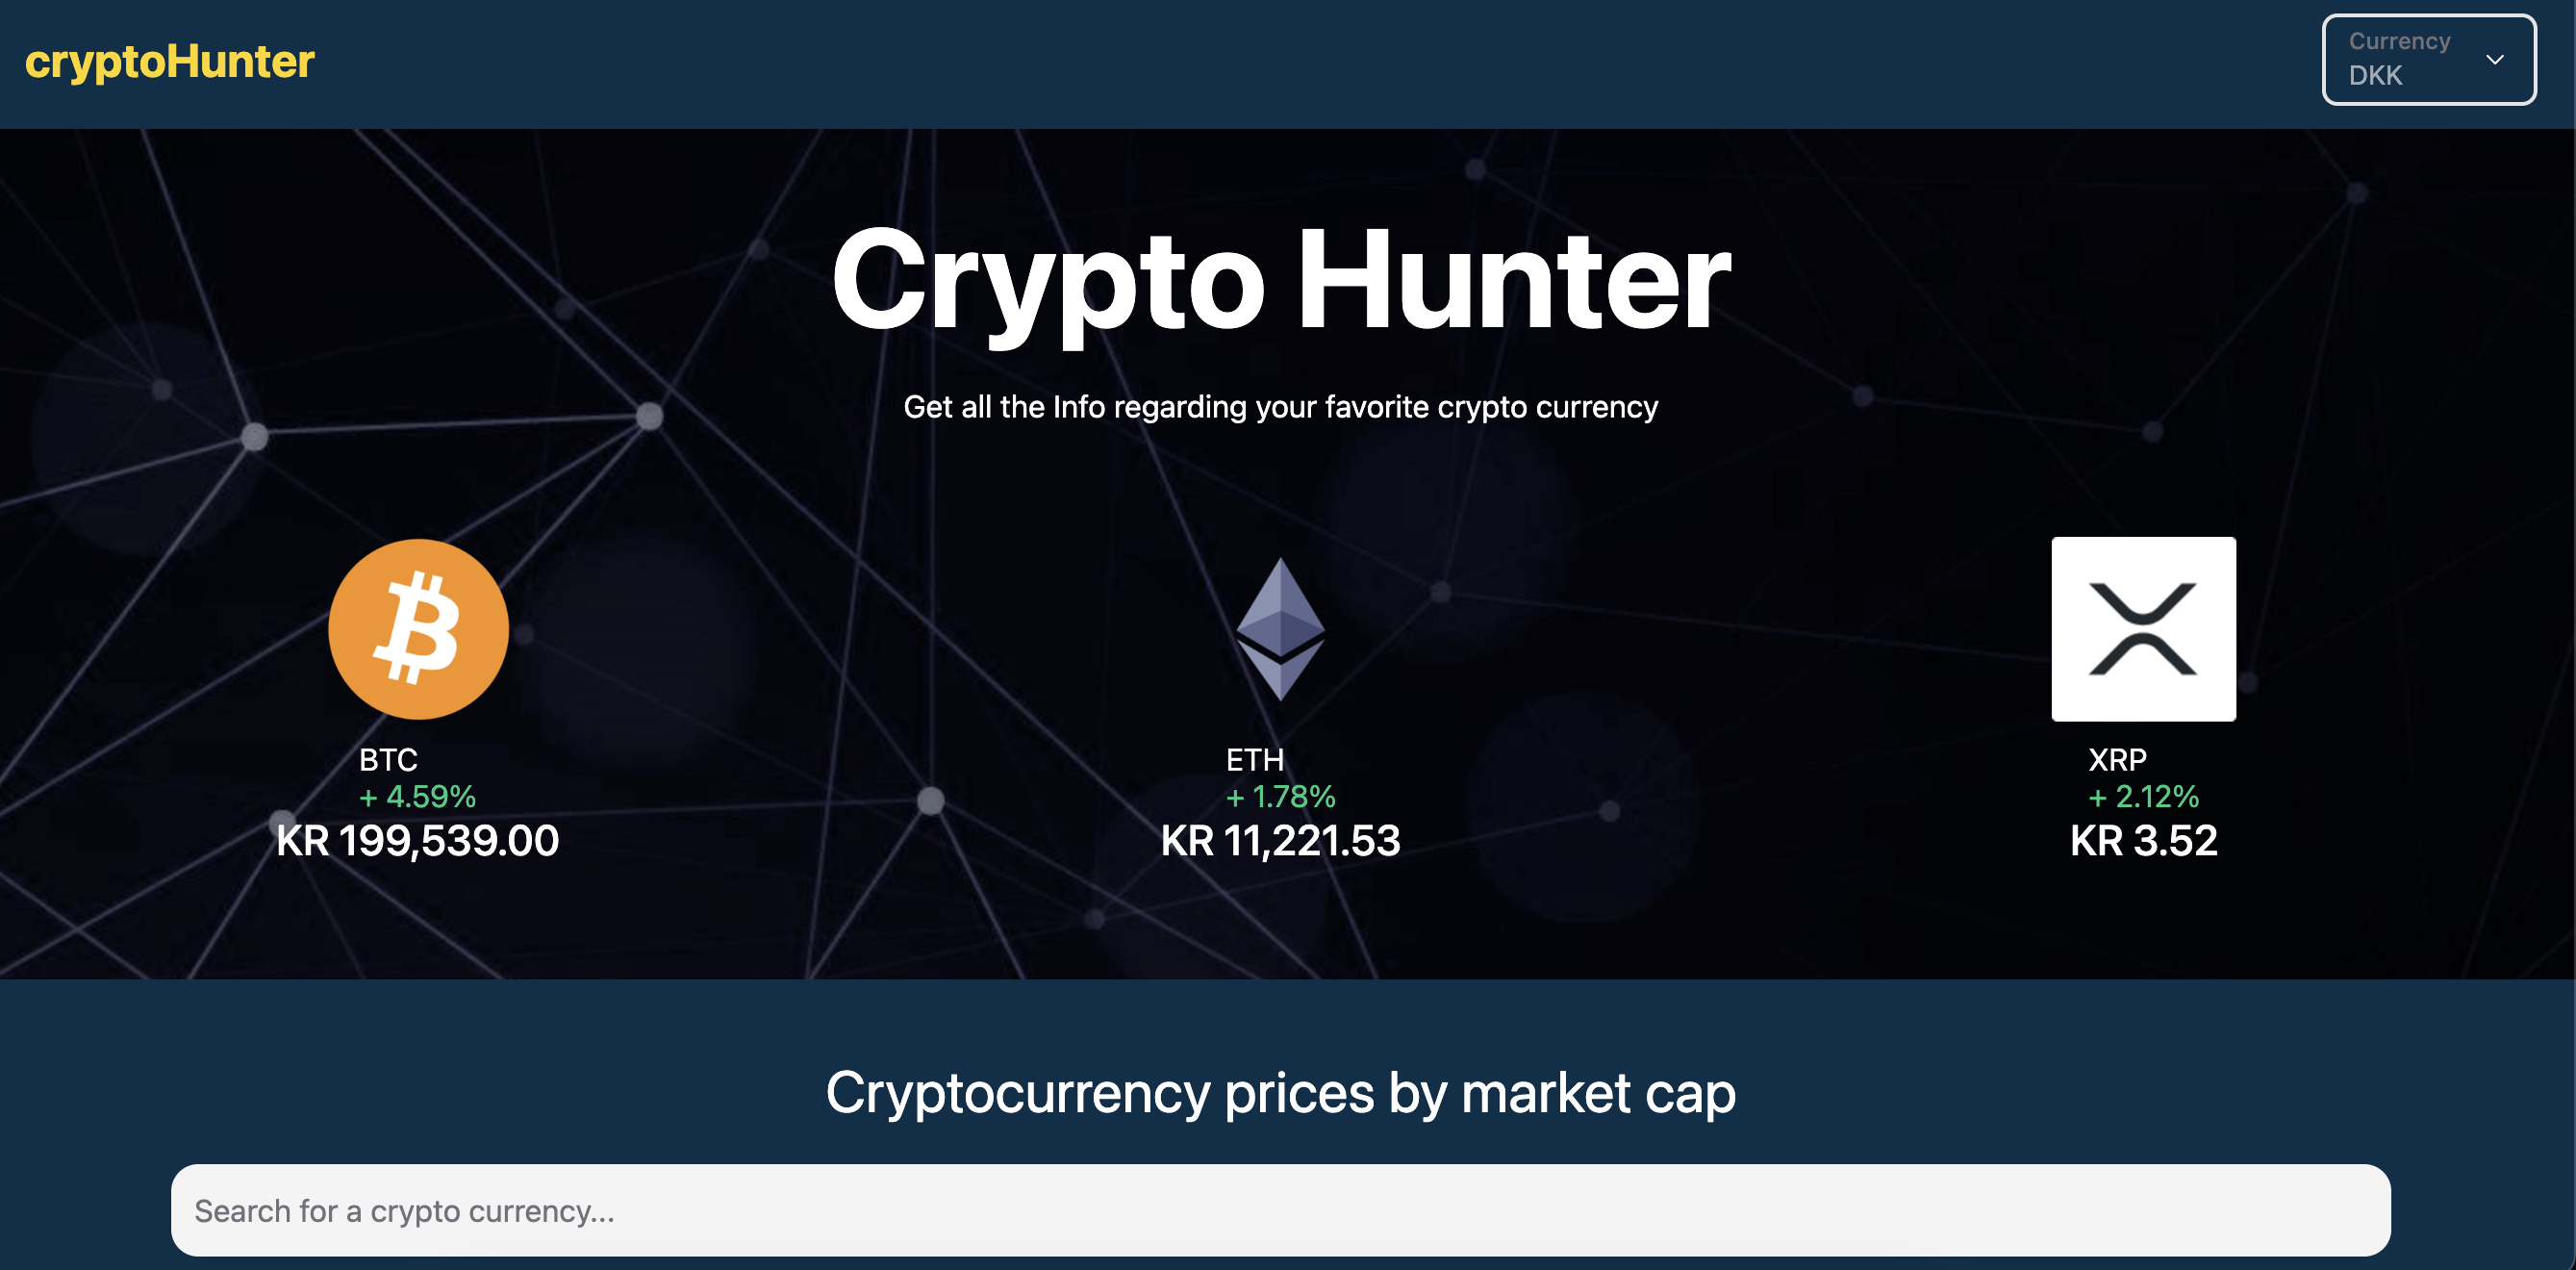 cryptoHunter
Currency
DKK
Crypto Hunter
Get all the Info regarding your favorite crypto currency
BTC
+ 4.59%
KR 199,539.00
ETH
+ 1.78%
KR 11,221.53
XRP
+ 2.12%
KR 3.52
Cryptocurrency prices by market cap
Search for a crypto currency...